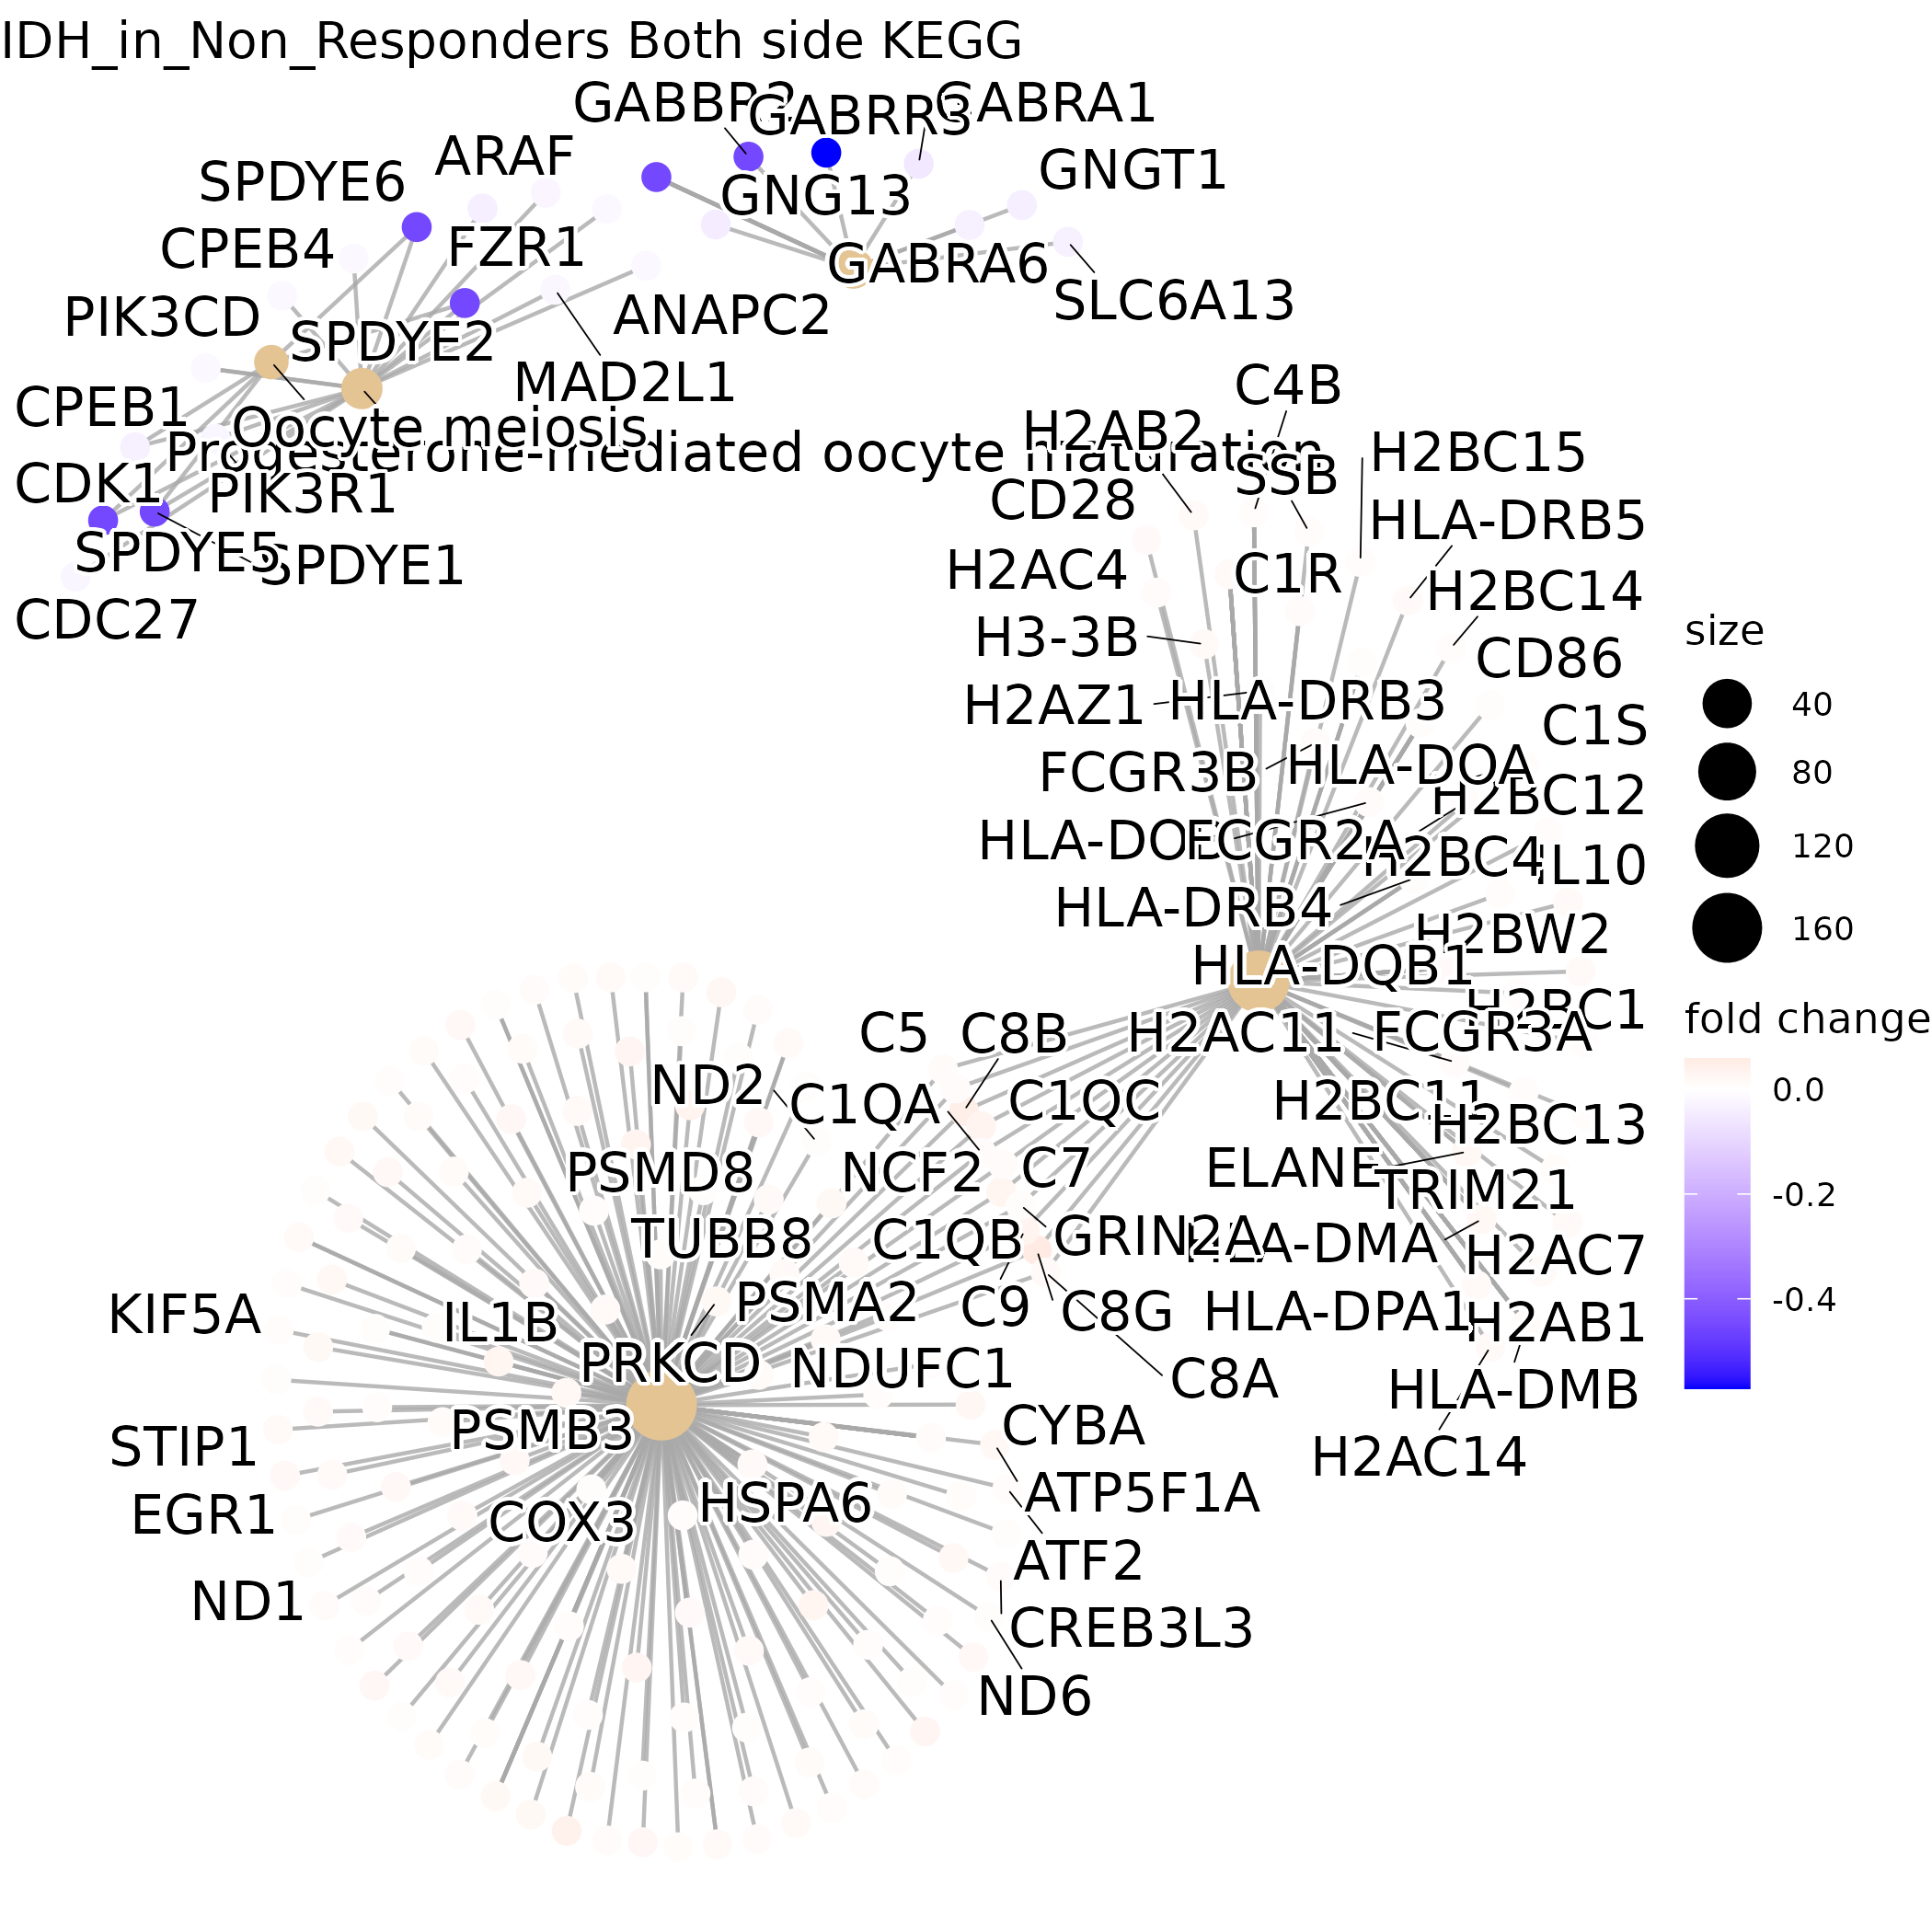 IDH_in_Non_Responders Both side KEGG
GABRR3
GABRA1
ARAF
SPDYE6
GNGT1
GNG13
CPEB4
FZR1
GABRA6
SLC6A13
PIK3CD
ANAPC2
SPDYE2
MAD2L1
C4B
CPEB1
Oocyte meiosis
H2AB2
Progesterone-mediated oocyte maturation
H2BC15
SSB
CDK1
PIK3R1
CD28
HLA-DRB5
SPDYE5
SPDYE1
H2AC4
C1R
H2BC14
CDC27
H3-3B
CD86
size
H2AZ1
HLA-DRB3
C1S
40
FCGR3B
HLA-DOA
80
H2BC12
FCGR2A
H2BC4
IL10
120
HLA-DRB4
H2BW2
160
HLA-DQB1
H2BC1
fold change
C5
C8B
H2AC11
FCGR3A
0.0
ND2
C1QA
C1QC
H2BC11
H2BC13
PSMD8
NCF2
C7
ELANE
TRIM21
-0.2
TUBB8
C1QB
GRIN2A
HLA-DMA
H2AC7
KIF5A
IL1B
PSMA2
C9
C8G
HLA-DPA1
H2AB1
-0.4
PRKCD
NDUFC1
C8A
HLA-DMB
STIP1
PSMB3
CYBA
H2AC14
EGR1
COX3
HSPA6
ATP5F1A
ATF2
ND1
CREB3L3
ND6